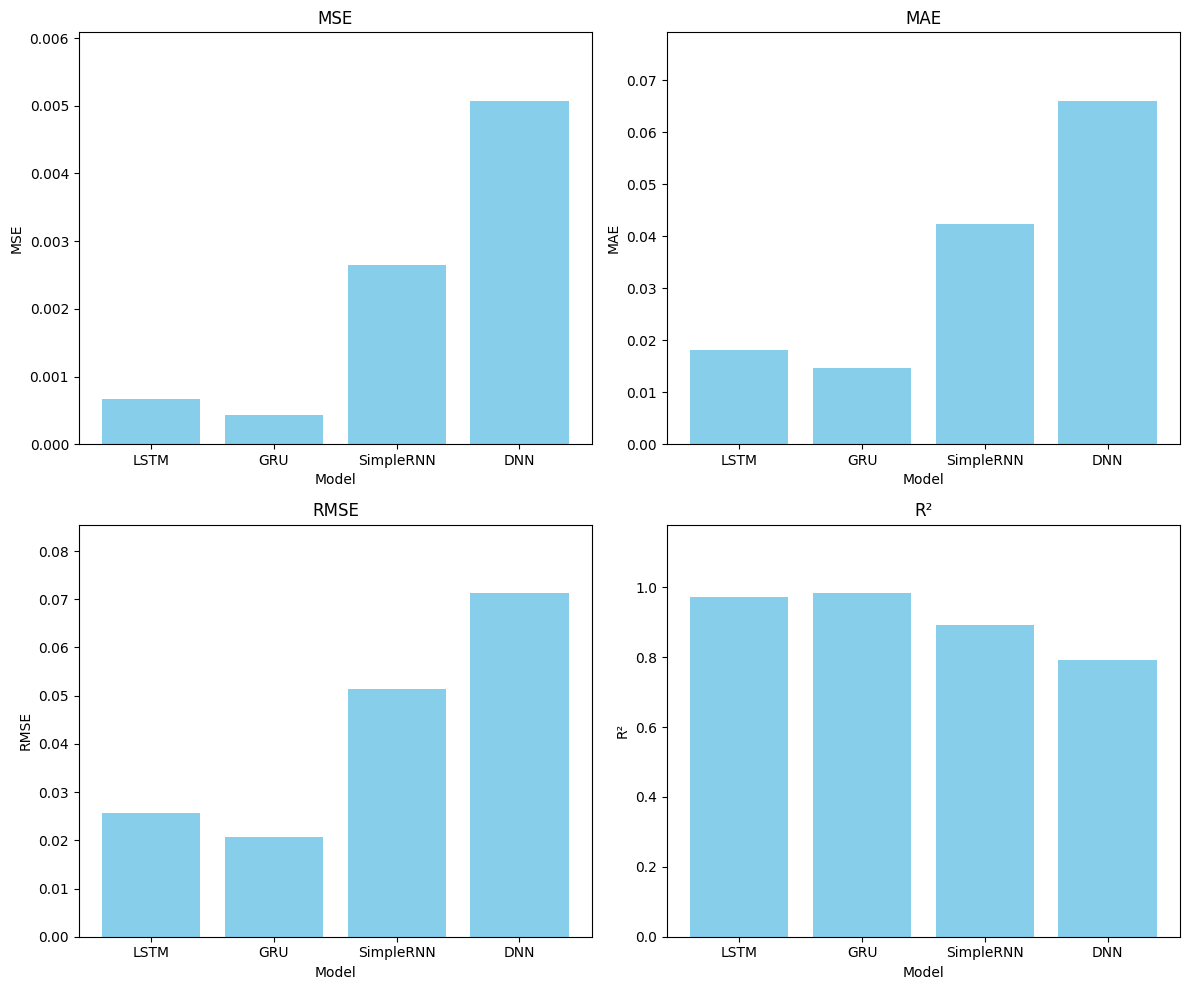 MSE
0.006
0.005
0.004
0.003
0.002
0.001
0.000
MSE
LSTM GRU SimpleRNN DNN
Model
MAE
0.07
0.06
0.05
0.04
0.03
0.02
0.01
0.00
MAE
LSTM GRU SimpleRNN DNN
Model
RMSE
0.08
0.07
0.06
0.05
0.04
0.03
0.02
0.01
0.00
RMSE
LSTM GRU SimpleRNN DNN
Model
R²
1.0
0.8
0.6
0.4
0.2
0.0
R²
LSTM GRU SimpleRNN DNN
Model